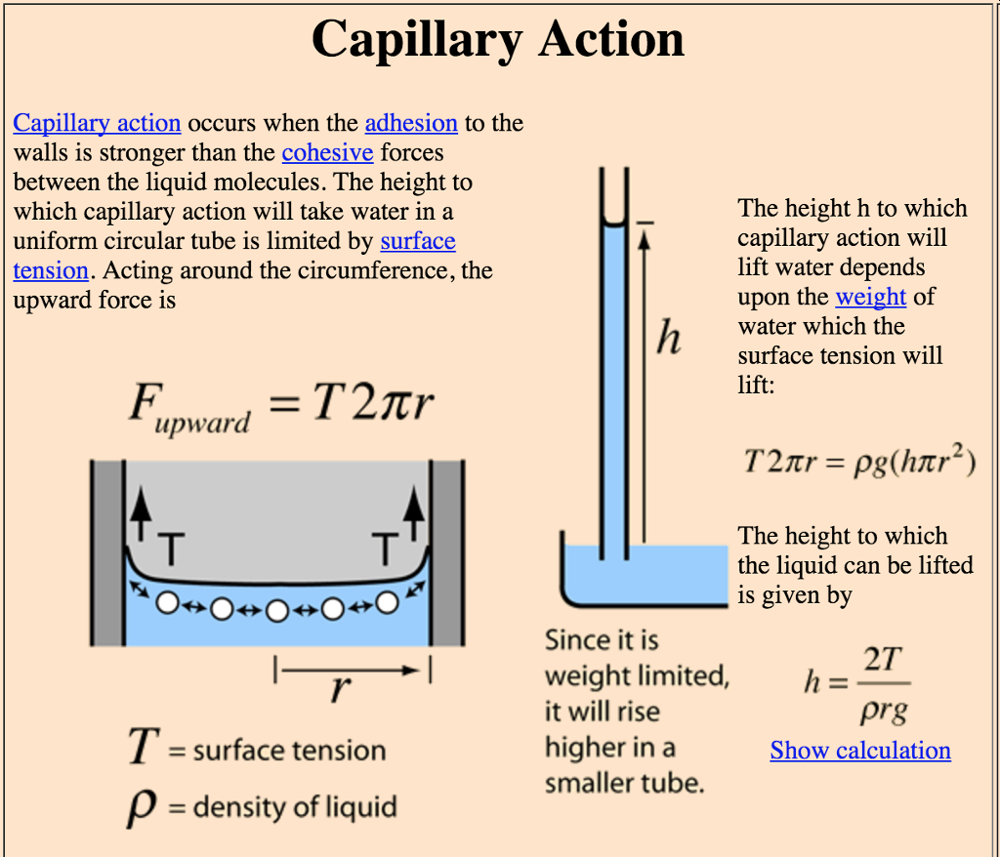 Capillary Action
Capillary action occurs when the adhesion to the
walls is stronger than the cohesive forces
between the liquid molecules. The height to
which capillary action will take water in a
uniform circular tube is limited by surface
tension. Acting around the circumference, the
upward force is
F_upward = T2πr
T T
r
T = surface tension
ρ = density of liquid
h
Since it is
weight limited,
it will rise
higher in a
smaller tube.
The height h to which
capillary action will
lift water depends
upon the weight of
water which the
surface tension will
lift:
T2πr = ρg(hπr²)
The height to which
the liquid can be lifted
is given by
h = 2T / ρrg
Show calculation